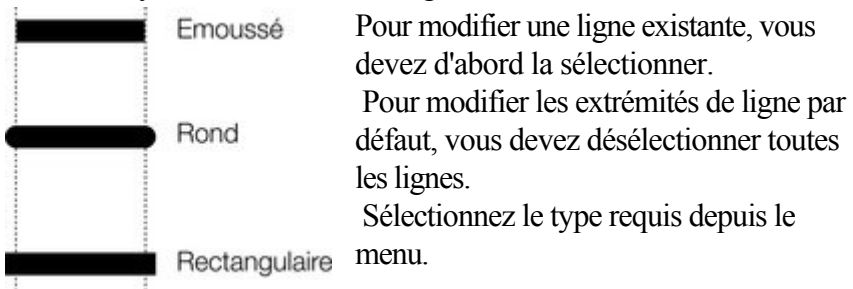 Emoussé
Rond
Rectangulaire
Pour modifier une ligne existante, vous
devez d'abord la sélectionner.
Pour modifier les extrémités de ligne par
défaut, vous devez désélectionner toutes
les lignes.
Sélectionnez le type requis depuis le
menu.